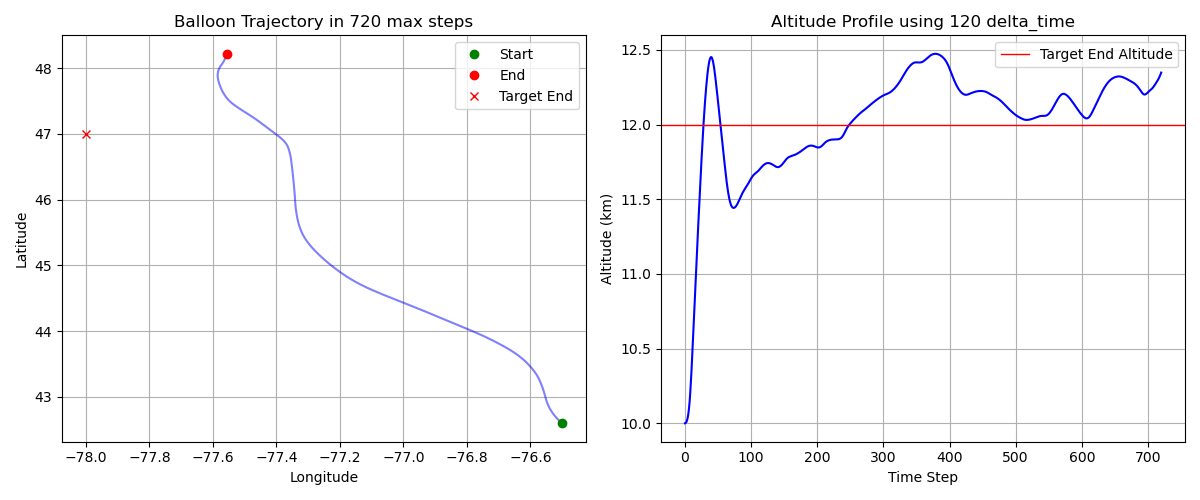 Balloon Trajectory in 720 max steps
Start
End
Target End
48
47
46
45
44
43
Latitude
−78.0 −77.8 −77.6 −77.4 −77.2 −77.0 −76.8 −76.6
Longitude
Altitude Profile using 120 delta_time
Target End Altitude
12.5
12.0
11.5
11.0
10.5
10.0
Altitude (km)
0 100 200 300 400 500 600 700
Time Step